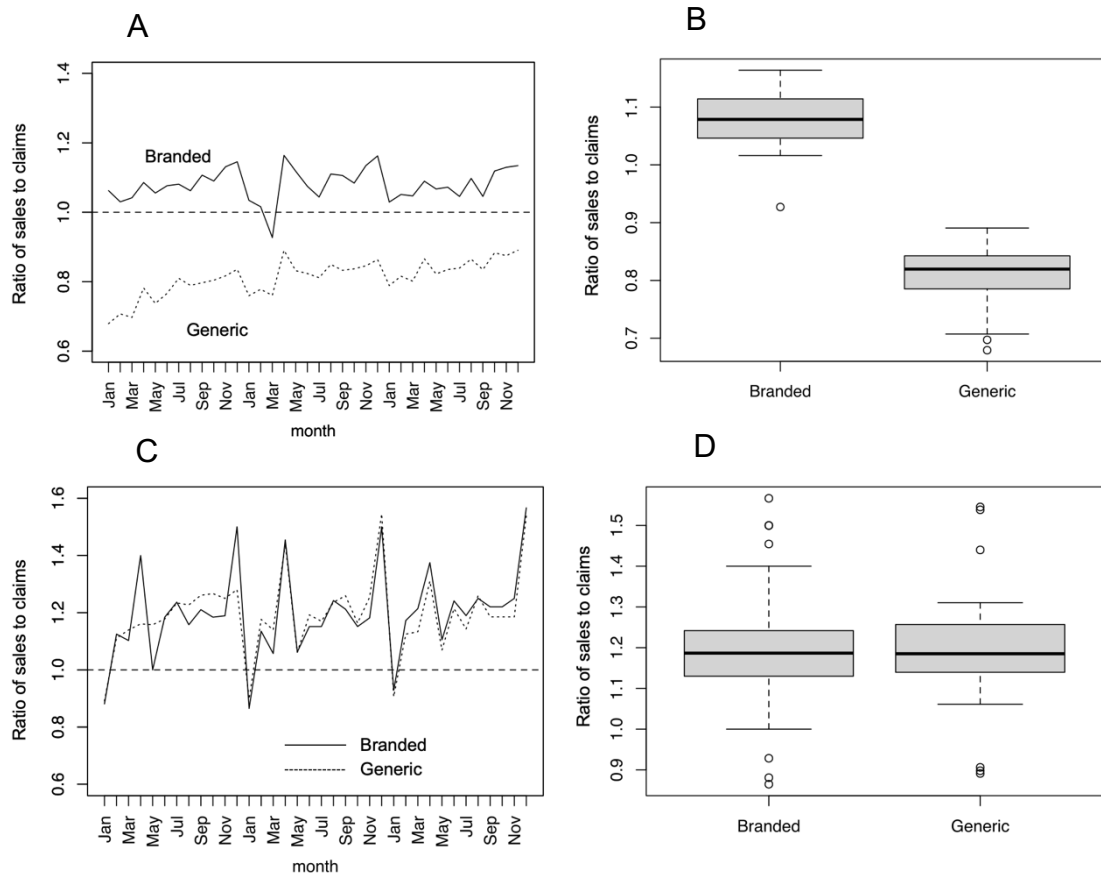 A
Ratio of sales to claims
1.4
1.2
1.0
0.8
0.6
Branded
Generic
Jan
Mar
May
Jul
Sep
Nov
Jan
Mar
May
Jul
Sep
Nov
Jan
Mar
May
Jul
Sep
Nov
month
B
Ratio of sales to claims
1.1
1.0
0.9
0.8
0.7
Branded
Generic
C
Ratio of sales to claims
1.6
1.4
1.2
1.0
0.8
0.6
Branded
Generic
Jan
Mar
May
Jul
Sep
Nov
Jan
Mar
May
Jul
Sep
Nov
Jan
Mar
May
Jul
Sep
Nov
month
D
Ratio of sales to claims
1.5
1.4
1.3
1.2
1.1
1.0
0.9
Branded
Generic